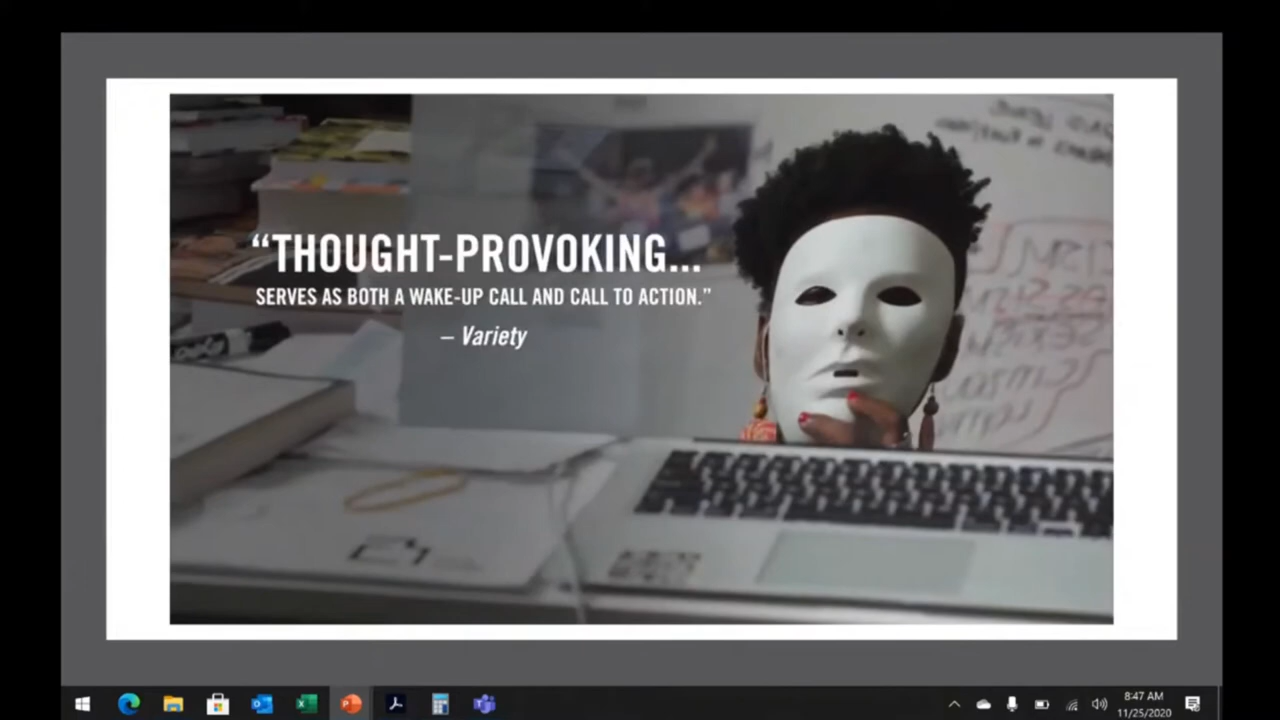 “THOUGHT-PROVOKING...
SERVES AS BOTH A WAKE-UP CALL AND CALL TO ACTION.”
– Variety
8:47 AM
11/25/2020